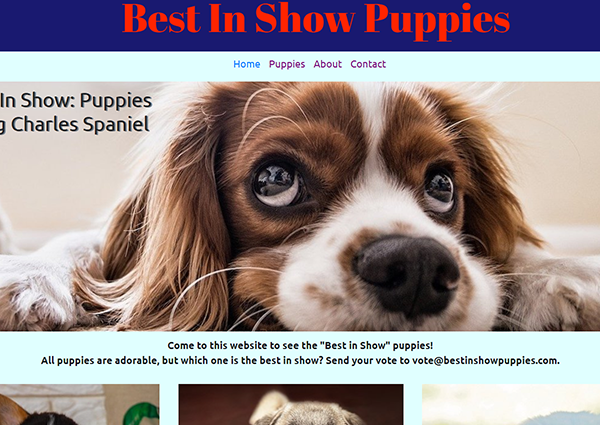 Best In Show Puppies
Home Puppies About Contact
In Show: Puppies
g Charles Spaniel
Come to this website to see the "Best in Show" puppies!
All puppies are adorable, but which one is the best in show? Send your vote to vote@bestinshowpuppies.com.